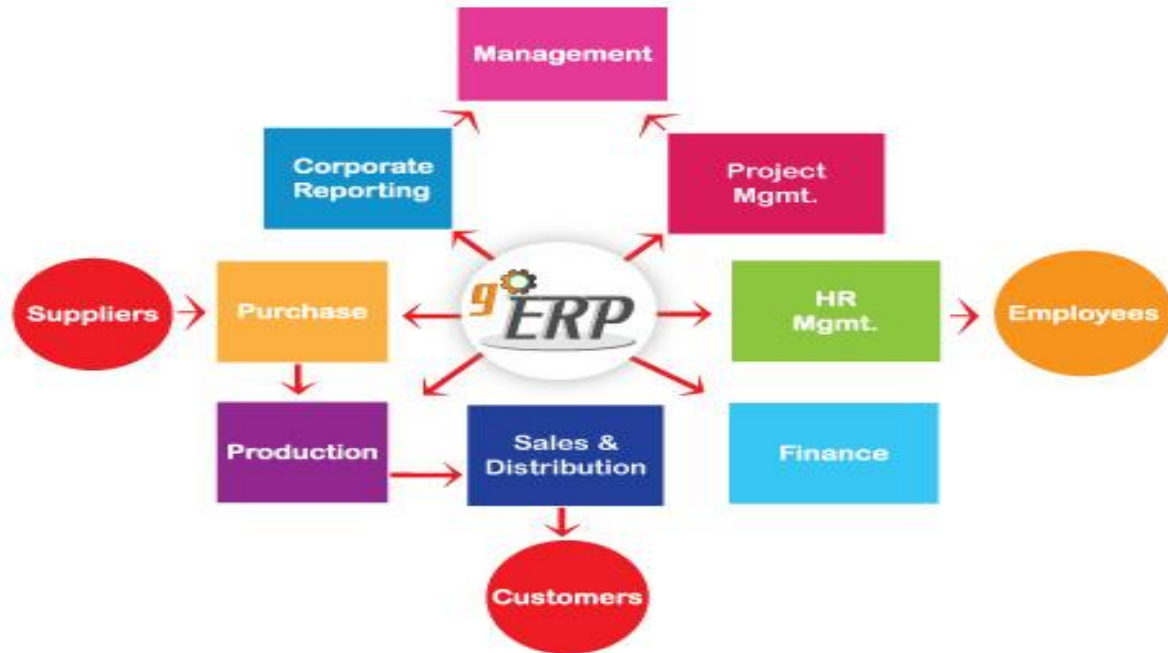 Management
Corporate
Reporting
Project
Mgmt.
Suppliers
Purchase
g
ERP
HR
Mgmt.
Employees
Production
Sales &
Distribution
Finance
Customers